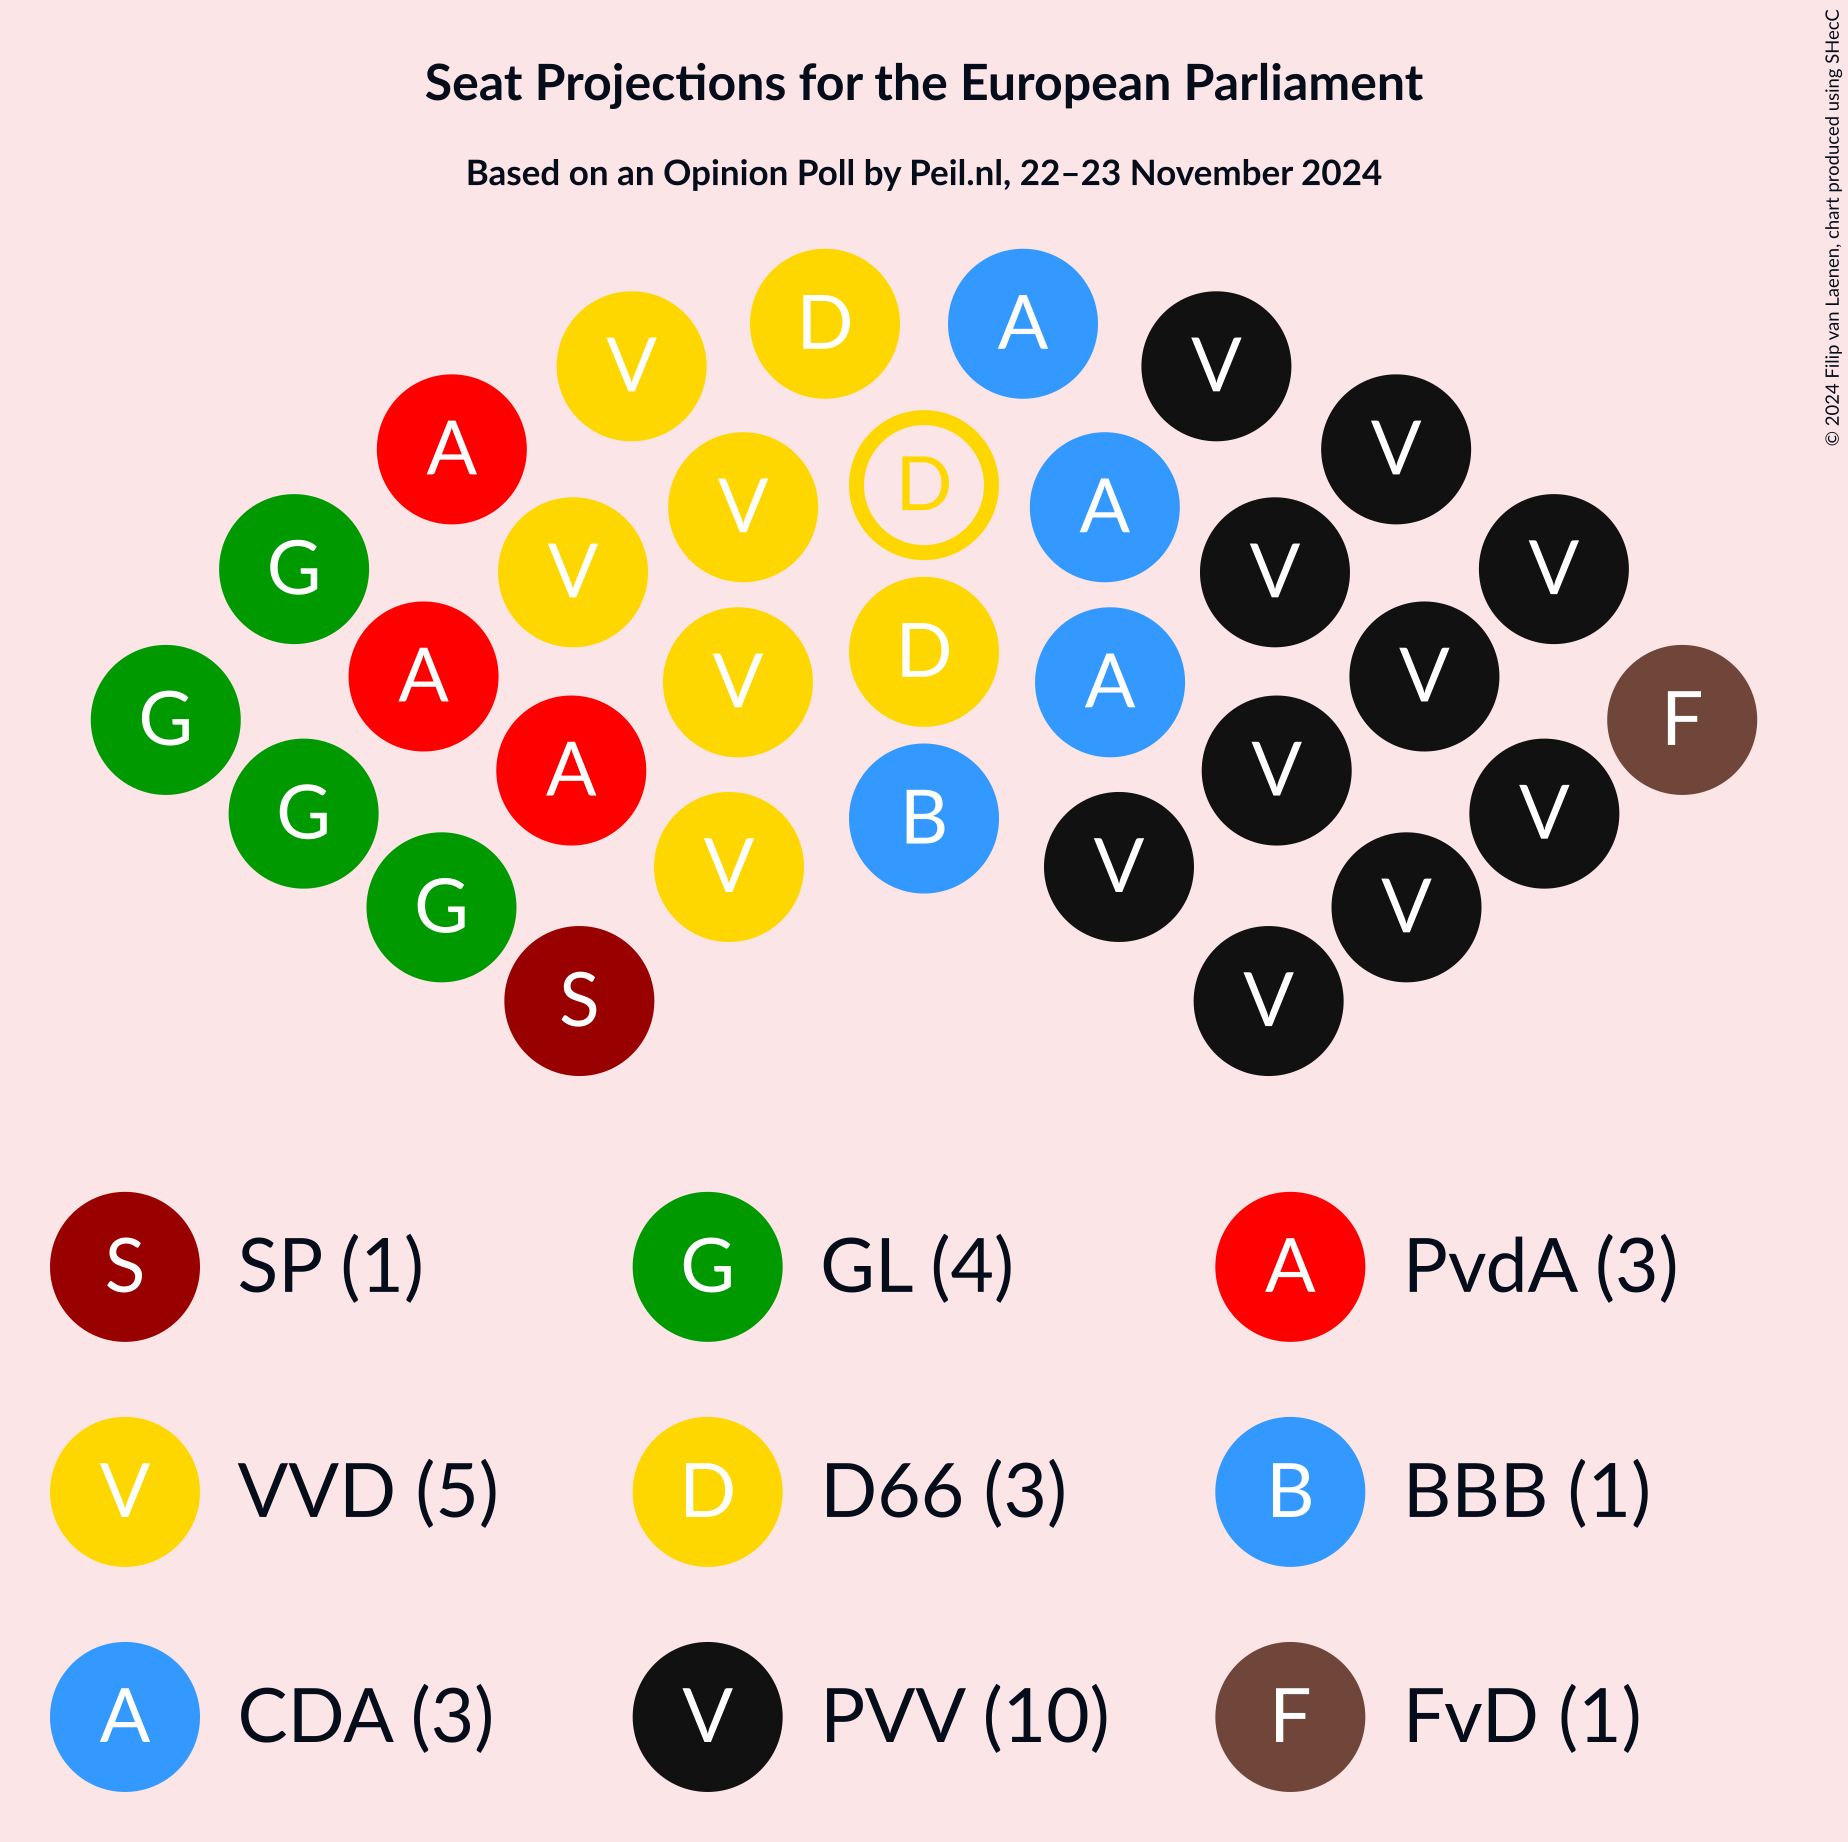 Seat Projections for the European Parliament
Based on an Opinion Poll by Peil.nl, 22–23 November 2024
© 2024 Filip van Laenen, chart produced using SHecC
D A
V V
A V
D
V A
G V
V V
D
V A
A V
G F
A V
B
G V
V V
G V
S V
S SP (1) G GL (4) A PvdA (3)
V VVD (5) D D66 (3) B BBB (1)
A CDA (3) V PVV (10) F FvD (1)